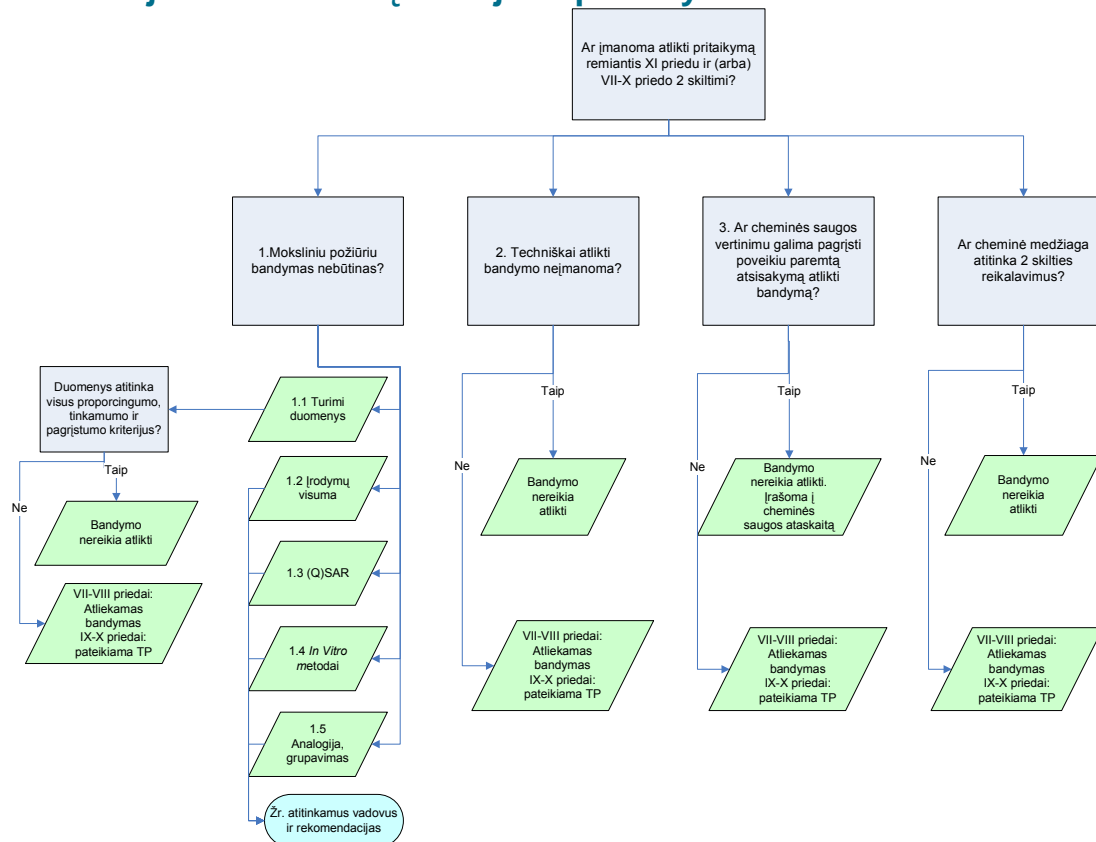 Ar įmanoma atlikti pritaikymą
remiantis XI priedu ir (arba)
VII-X priedo 2 skiltimi?
1.Moksliniu požiūriu
bandymas nebūtinas?
2. Techniškai atlikti
bandymo neįmanoma?
3. Ar cheminės saugos
vertinimu galima pagrįsti
poveikiu paremtą
atsisakymą atlikti
bandymą?
Ar cheminė medžiaga
atitinka 2 skilties
reikalavimus?
Duomenys atitinka
visus proporcingumo,
tinkamumo ir
pagrįstumo kriterijus?
Taip
Ne
Bandymo
nereikia atlikti
VII-VIII priedai:
Atliekamas
bandymas
IX-X priedai:
pateikiama TP
1.1 Turimi
duomenys
1.2 Įrodymų
visuma
1.3 (Q)SAR
1.4 In Vitro
metodai
1.5
Analogija,
grupavimas
Žr. atitinkamus vadovus
ir rekomendacijas
Taip
Ne
Bandymo
nereikia
atlikti
VII-VIII priedai:
Atliekamas
bandymas
IX-X priedai:
pateikiama TP
Taip
Ne
Bandymo
nereikia atlikti.
Įrašoma į
cheminės
saugos ataskaitą
VII-VIII priedai:
Atliekamas
bandymas
IX-X priedai:
pateikiama TP
Taip
Ne
Bandymo
nereikia
atlikti
VII-VIII priedai:
Atliekamas
bandymas
IX-X priedai:
pateikiama TP